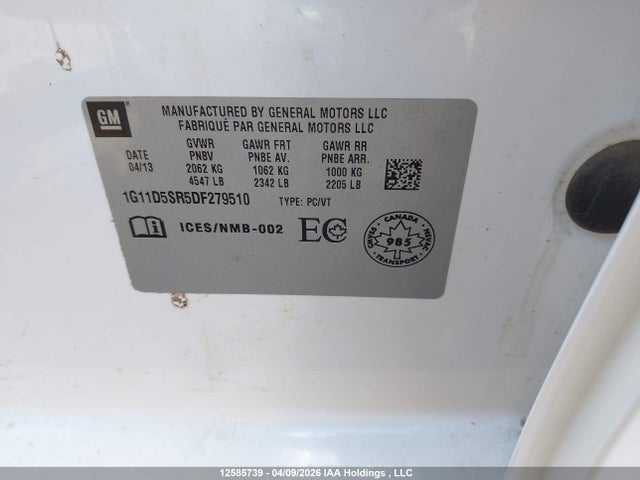 GM
MANUFACTURED BY GENERAL MOTORS LLC
FABRIQUÉ PAR GENERAL MOTORS LLC
DATE 04/13
GVWR PNBV 2062 KG 4547 LB
GAWR FRT PNBE AV. 1062 KG 2342 LB
GAWR RR PNBE ARR. 1000 KG 2205 LB
1G11D5SR5DF279510 TYPE: PC/VT
ICES/NMB-002 EC
CANADA
CMVSS 985 NSVAC
TRANSPORT
12585739 - 04/09/2026 IAA Holdings , LLC